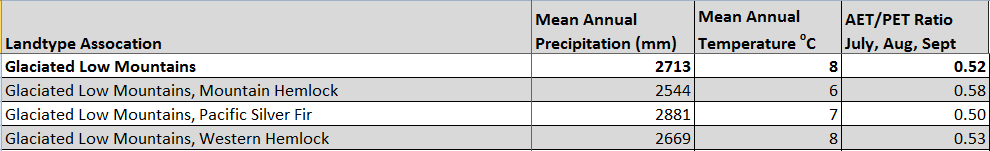 Landtype Assocation Mean Annual Precipitation (mm) Mean Annual Temperature °C AET/PET Ratio July, Aug, Sept
Glaciated Low Mountains 2713 8 0.52
Glaciated Low Mountains, Mountain Hemlock 2544 6 0.58
Glaciated Low Mountains, Pacific Silver Fir 2881 7 0.50
Glaciated Low Mountains, Western Hemlock 2669 8 0.53